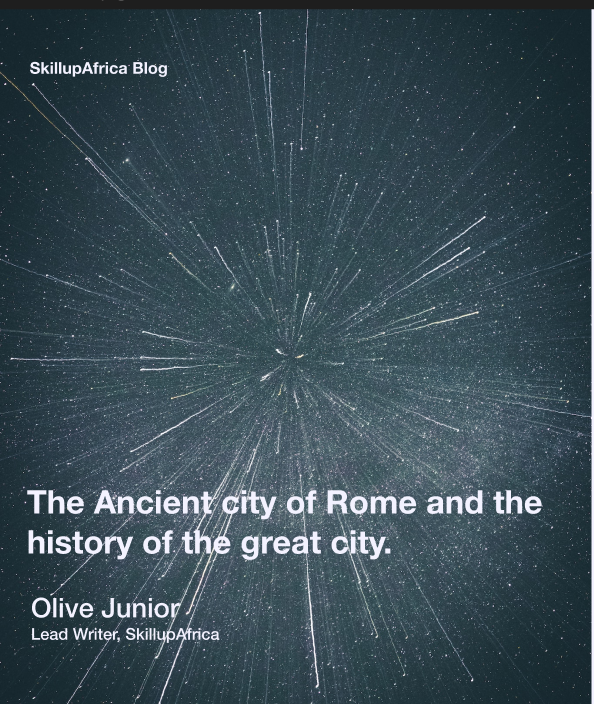 SkillupAfrica Blog
The Ancient city of Rome and the
history of the great city.
Olive Junior
Lead Writer, SkillupAfrica